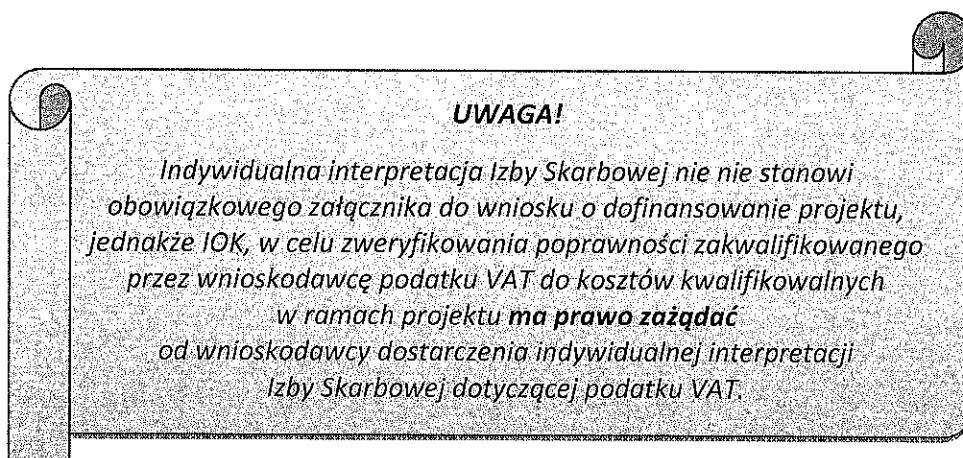 UWAGA!
Indywidualna interpretacja Izby Skarbowej nie nie stanowi
obowiązkowego załącznika do wniosku o dofinansowanie projektu,
jednakże IOK, w celu zweryfikowania poprawności zakwalifikowanego
przez wnioskodawcę podatku VAT do kosztów kwalifikowalnych
w ramach projektu ma prawo zażądać
od wnioskodawcy dostarczenia indywidualnej interpretacji
Izby Skarbowej dotyczącej podatku VAT.